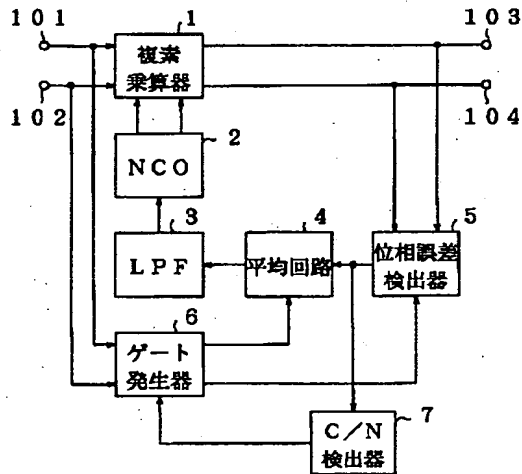 101
1
103
複素
乗算器
102
104
2
NCO
3
4
5
LPF
平均回路
位相誤差
検出器
6
ゲート
発生器
7
C/N
検出器